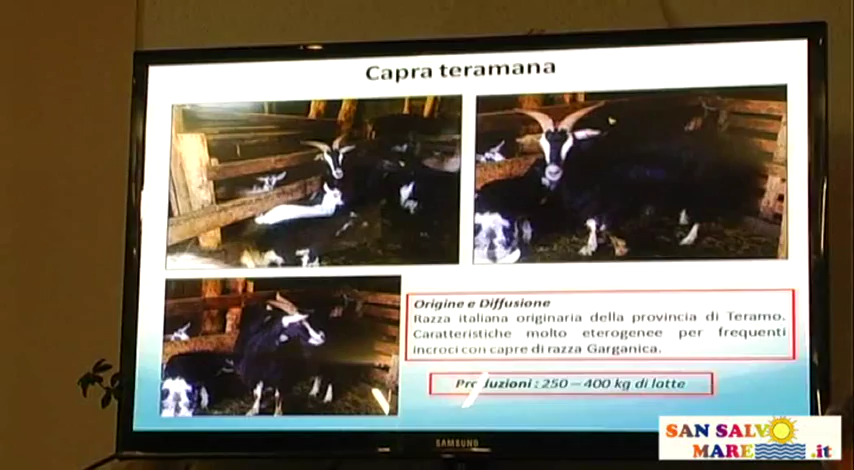 Capra teramana
Origine e Diffusione
Razza italiana originaria della provincia di Teramo.
Caratteristiche molto eterogenee per frequenti
incroci con capre di razza Garganica.
Produzioni : 250 – 400 kg di latte
SAMSUNG
SAN SALVO
MARE .it